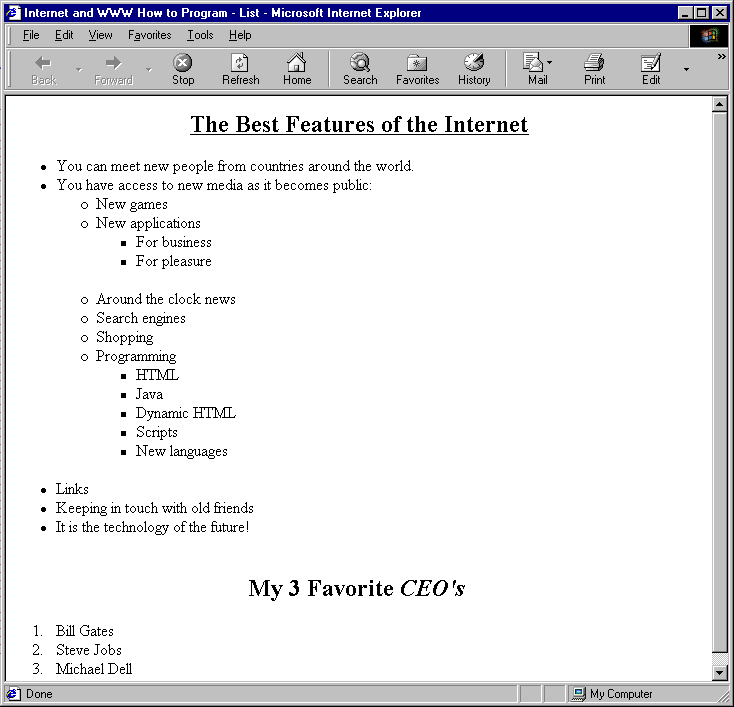 Internet and WWW How to Program - List - Microsoft Internet Explorer
File Edit View Favorites Tools Help
Back Forward Stop Refresh Home Search Favorites History Mail Print Edit »
The Best Features of the Internet
• You can meet new people from countries around the world.
• You have access to new media as it becomes public:
○ New games
○ New applications
▪ For business
▪ For pleasure
○ Around the clock news
○ Search engines
○ Shopping
○ Programming
▪ HTML
▪ Java
▪ Dynamic HTML
▪ Scripts
▪ New languages
• Links
• Keeping in touch with old friends
• It is the technology of the future!
My 3 Favorite CEO's
1. Bill Gates
2. Steve Jobs
3. Michael Dell
Done My Computer